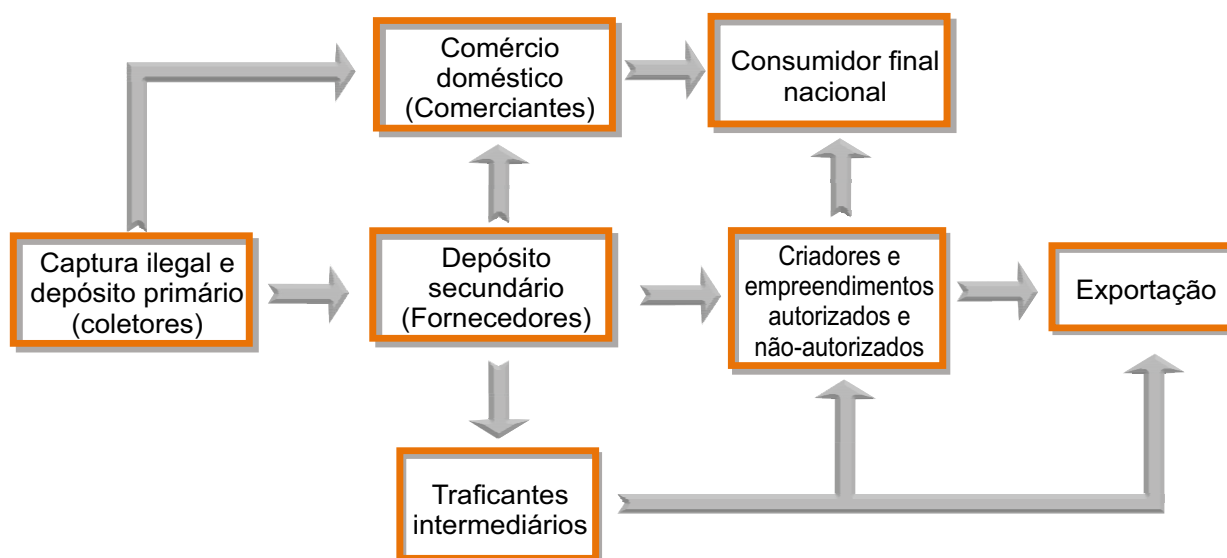 Comércio
doméstico
(Comerciantes)
Consumidor final
nacional
Captura ilegal e
depósito primário
(coletores)
Depósito
secundário
(Fornecedores)
Criadores e
empreendimentos
autorizados e
não-autorizados
Exportação
Traficantes
intermediários